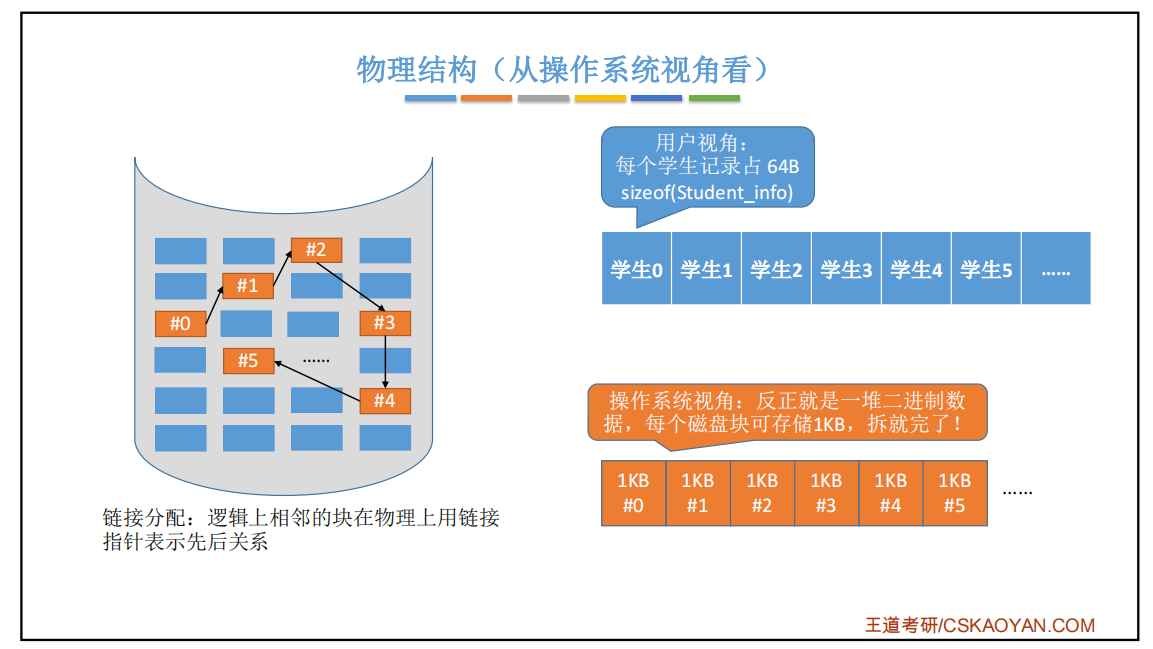 物理结构（从操作系统视角看）
用户视角：
每个学生记录占 64B
sizeof(Student_info)
学生0 学生1 学生2 学生3 学生4 学生5 ……
#2
#1
#0
#3
#5
……
#4
操作系统视角：反正就是一堆二进制数
据，每个磁盘块可存储1KB，拆就完了！
1KB 1KB 1KB 1KB 1KB 1KB
#0 #1 #2 #3 #4 #5
……
链接分配：逻辑上相邻的块在物理上用链接
指针表示先后关系
王道考研/CSKAOYAN.COM